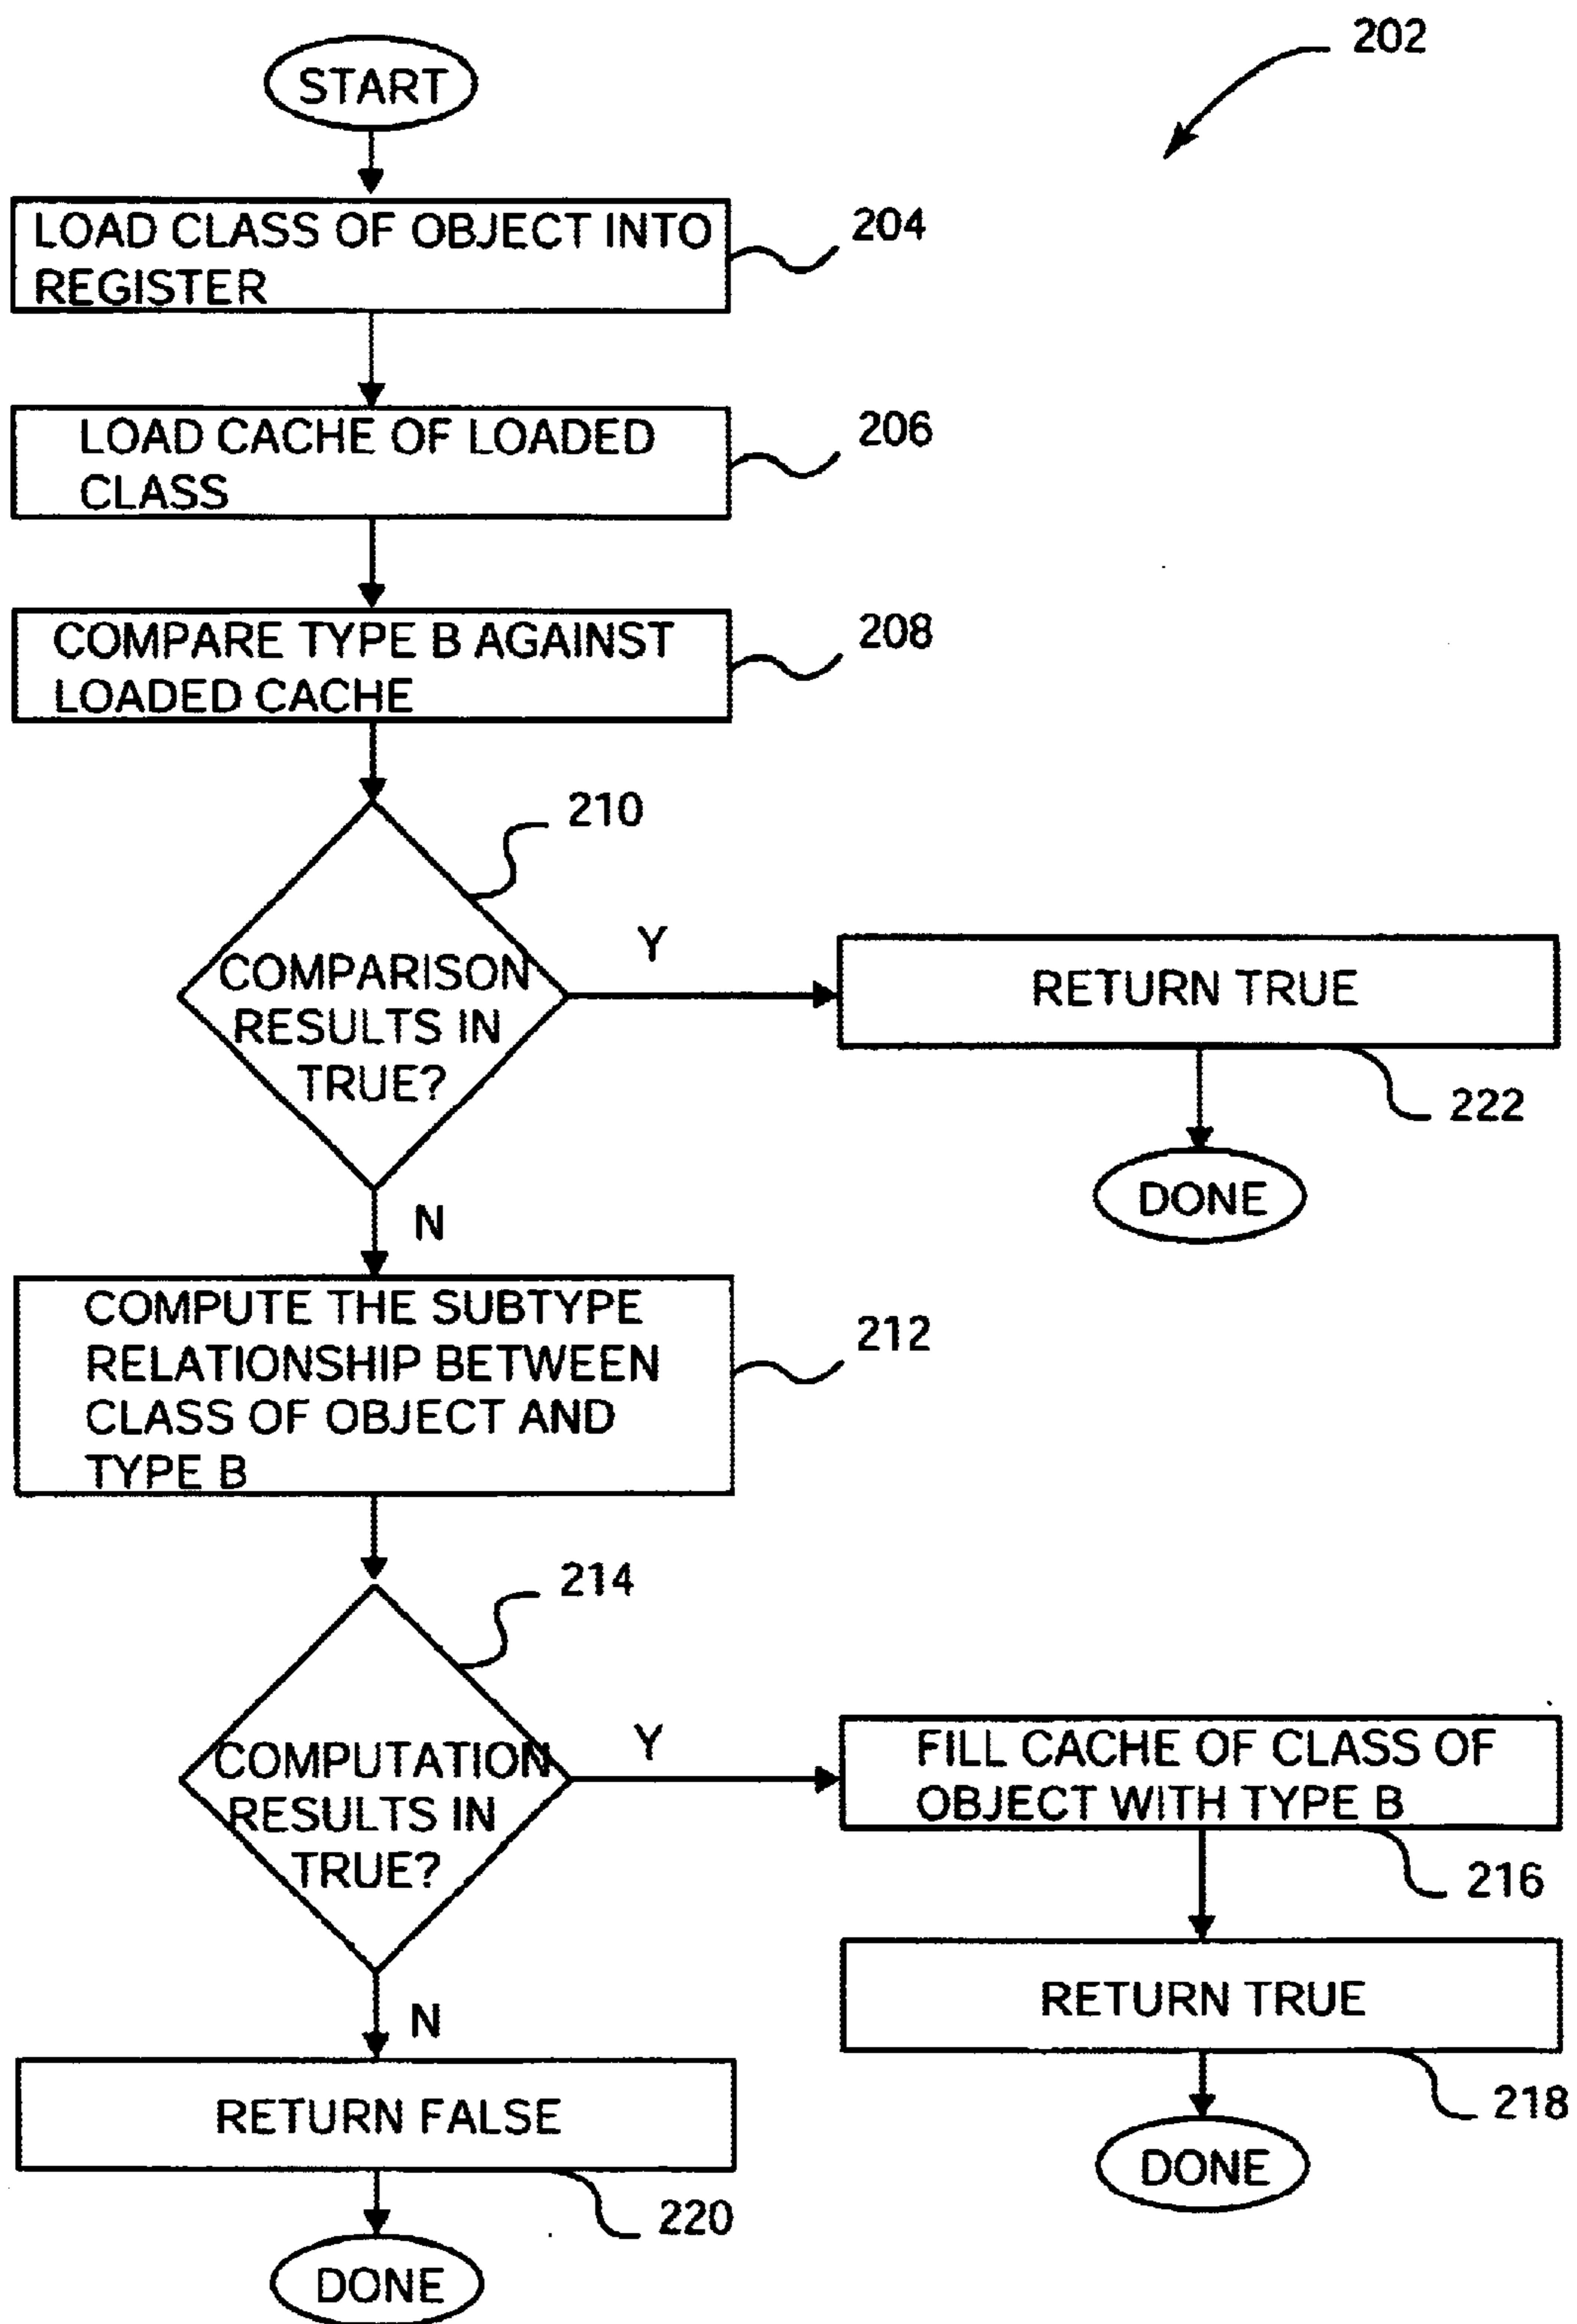 202
START
LOAD CLASS OF OBJECT INTO
REGISTER
204
LOAD CACHE OF LOADED
CLASS
206
COMPARE TYPE B AGAINST
LOADED CACHE
208
210
COMPARISON
RESULTS IN
TRUE?
Y
RETURN TRUE
222
DONE
N
COMPUTE THE SUBTYPE
RELATIONSHIP BETWEEN
CLASS OF OBJECT AND
TYPE B
212
214
COMPUTATION
RESULTS IN
TRUE?
Y
FILL CACHE OF CLASS OF
OBJECT WITH TYPE B
216
RETURN TRUE
218
DONE
N
RETURN FALSE
220
DONE